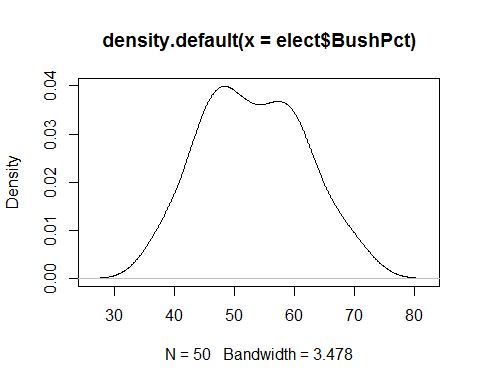 density.default(x = elect$BushPct)
Density
0.04
0.03
0.02
0.01
0.00
30 40 50 60 70 80
N = 50 Bandwidth = 3.478